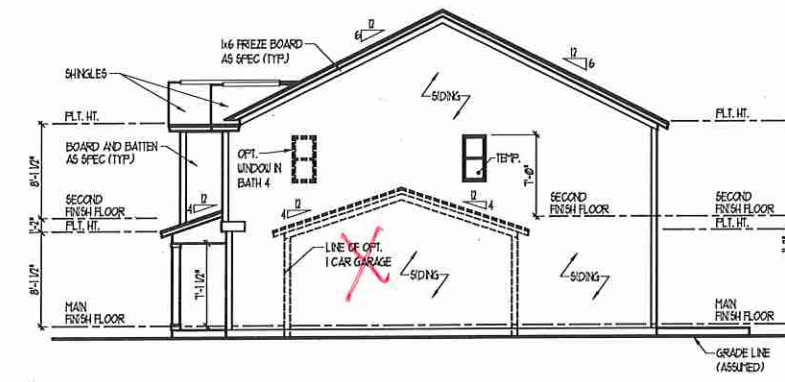 12
6
1x6 FRIEZE BOARD
AS SPEC (TYP.)
12
6
SHINGLES
SIDING
PLT. HT.
PLT. HT.
BOARD AND BATTEN
AS SPEC (TYP.)
OPT.
WINDOW IN
BATH 4
TEMP.
8'-1 1/2"
7'-0"
12
4
12
4
12
4
SECOND
FINISH FLOOR
SECOND
FINISH FLOOR
SECOND
FINISH FLOOR
1'-2"
PLT. HT.
PLT. HT.
LINE OF OPT.
1 CAR GARAGE
SIDING
SIDING
8'-1 1/2"
7'-1 1/2"
MAIN
FINISH FLOOR
MAIN
FINISH FLOOR
GRADE LINE
(ASSUMED)